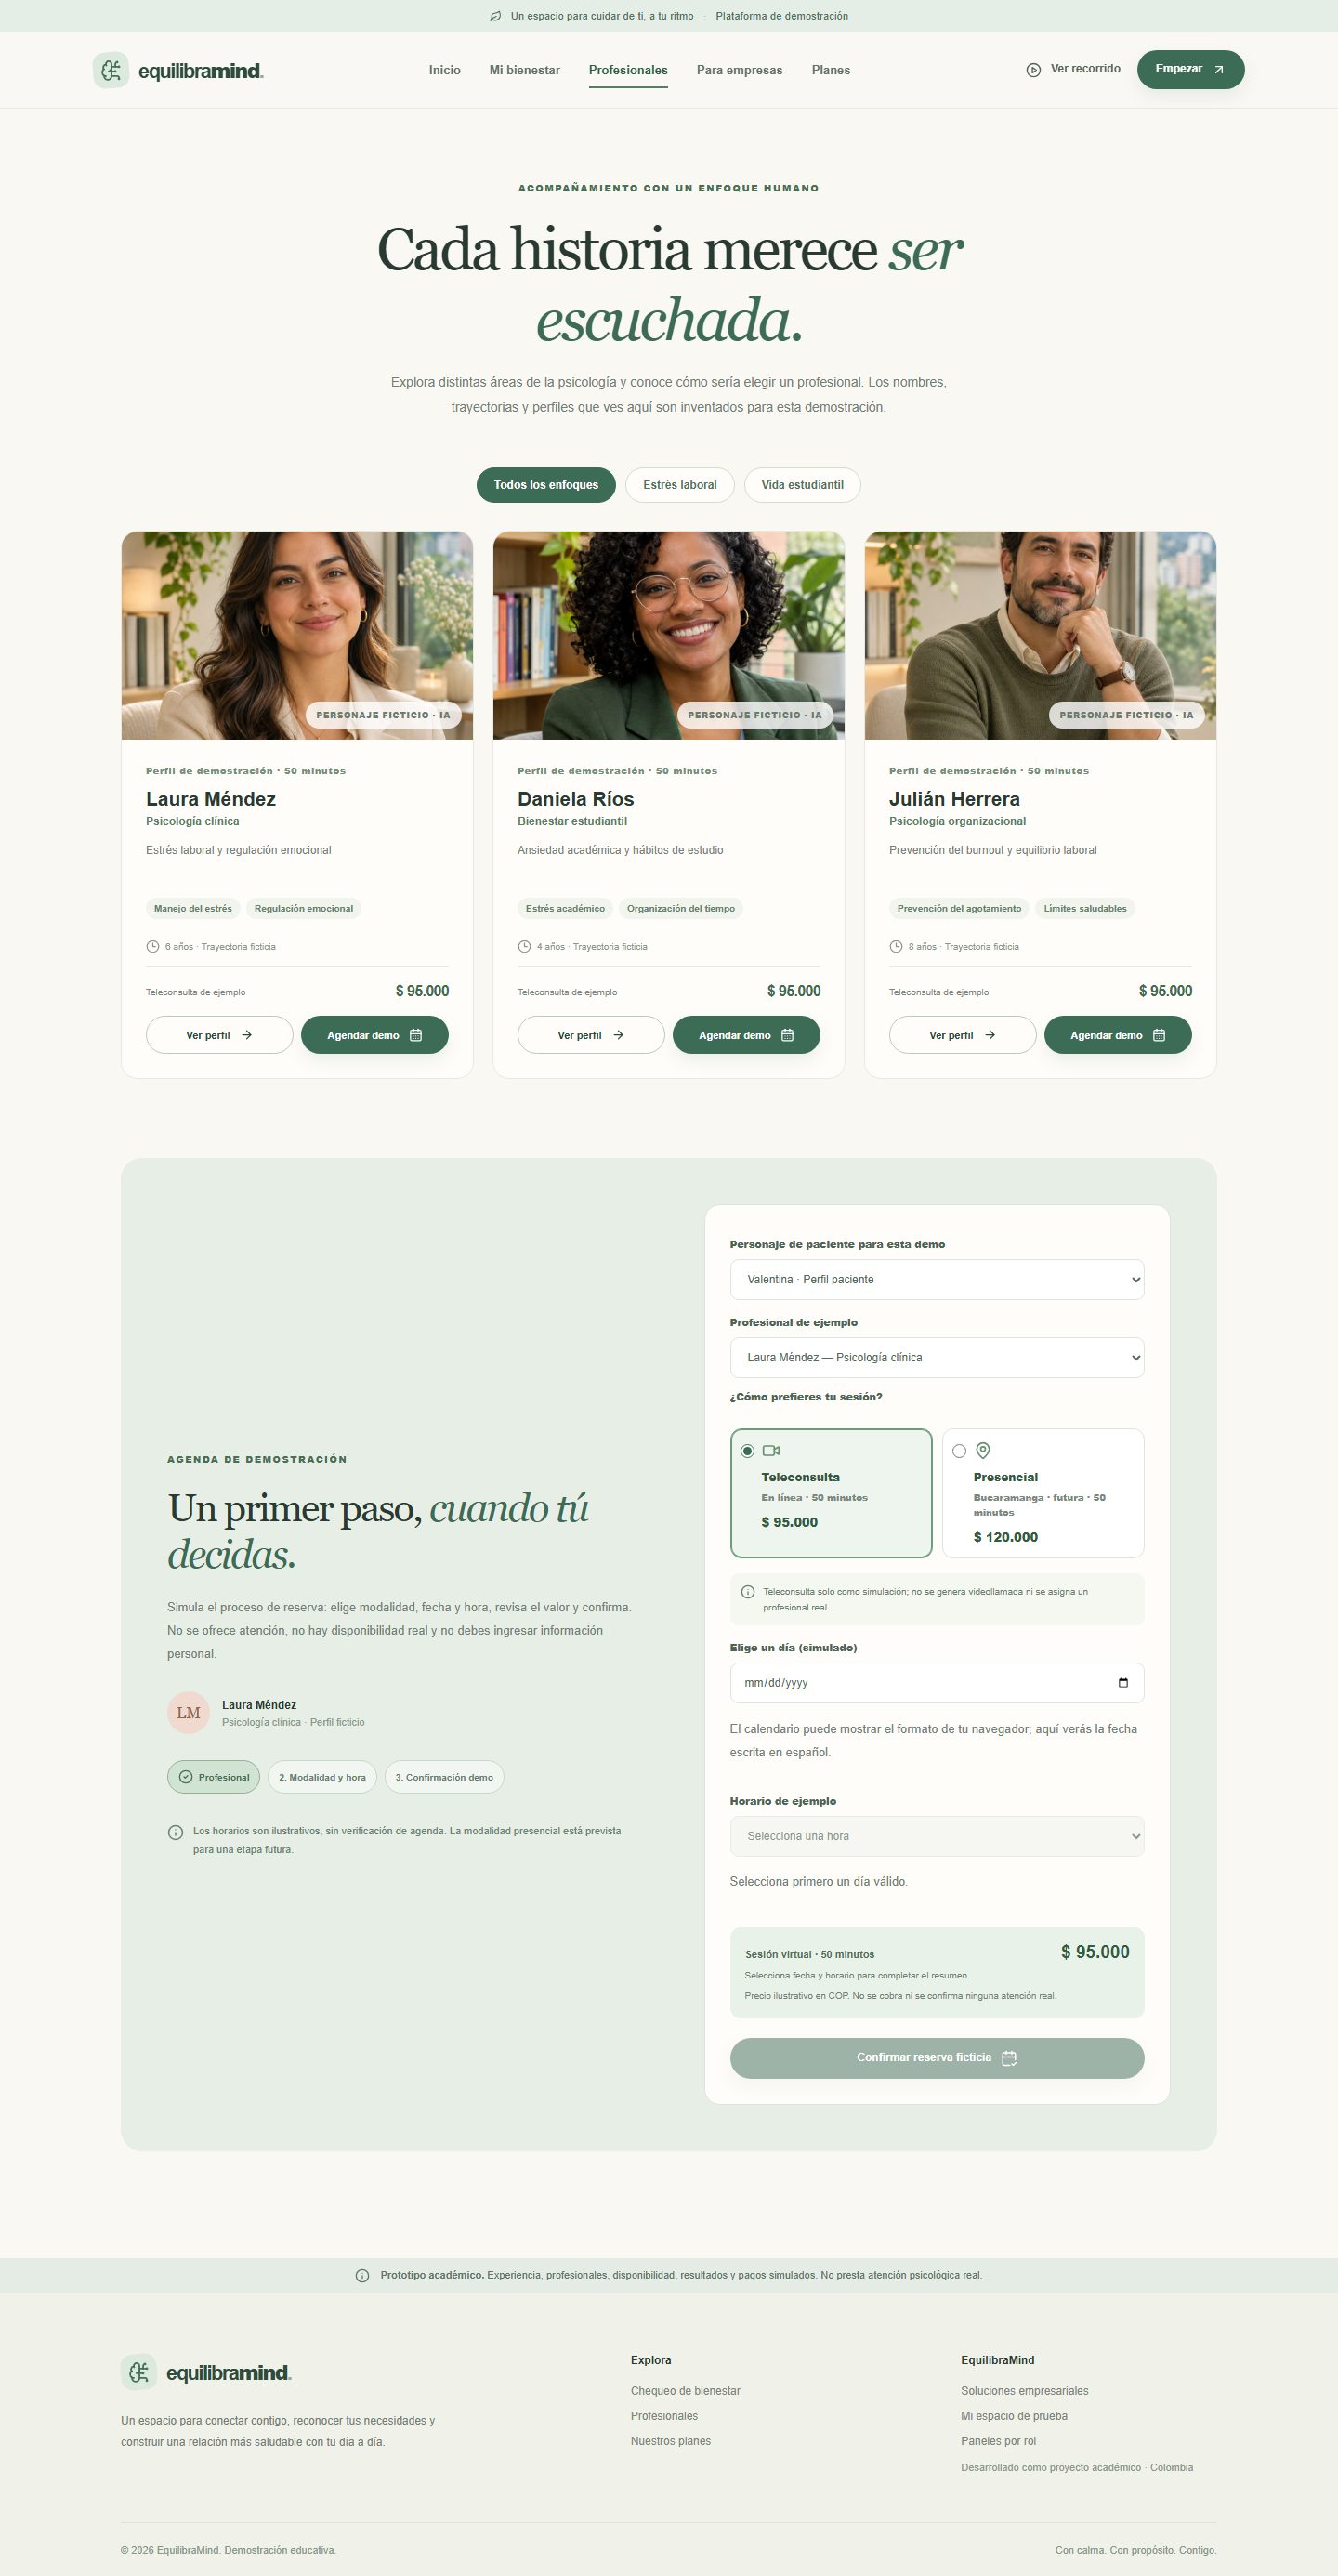 Un espacio para cuidar de ti, a tu ritmo · Plataforma de demostración
equilibramind.
Inicio
Mi bienestar
Profesionales
Para empresas
Planes
Ver recorrido
Empezar
ACOMPAÑAMIENTO CON UN ENFOQUE HUMANO
Cada historia merece ser
escuchada.
Explora distintas áreas de la psicología y conoce cómo sería elegir un profesional. Los nombres,
trayectorias y perfiles que ves aquí son inventados para esta demostración.
Todos los enfoques
Estrés laboral
Vida estudiantil
PERSONAJE FICTICIO · IA
Perfil de demostración · 50 minutos
Laura Méndez
Psicología clínica
Estrés laboral y regulación emocional
Manejo del estrés
Regulación emocional
6 años · Trayectoria ficticia
Teleconsulta de ejemplo
$ 95.000
Ver perfil
Agendar demo
PERSONAJE FICTICIO · IA
Perfil de demostración · 50 minutos
Daniela Ríos
Bienestar estudiantil
Ansiedad académica y hábitos de estudio
Estrés académico
Organización del tiempo
4 años · Trayectoria ficticia
Teleconsulta de ejemplo
$ 95.000
Ver perfil
Agendar demo
PERSONAJE FICTICIO · IA
Perfil de demostración · 50 minutos
Julián Herrera
Psicología organizacional
Prevención del burnout y equilibrio laboral
Prevención del agotamiento
Límites saludables
8 años · Trayectoria ficticia
Teleconsulta de ejemplo
$ 95.000
Ver perfil
Agendar demo
AGENDA DE DEMOSTRACIÓN
Un primer paso, cuando tú
decidas.
Simula el proceso de reserva: elige modalidad, fecha y hora, revisa el valor y confirma.
No se ofrece atención, no hay disponibilidad real y no debes ingresar información
personal.
LM
Laura Méndez
Psicología clínica · Perfil ficticio
Profesional
2. Modalidad y hora
3. Confirmación demo
Los horarios son ilustrativos, sin verificación de agenda. La modalidad presencial está prevista
para una etapa futura.
Personaje de paciente para esta demo
Valentina · Perfil paciente
Profesional de ejemplo
Laura Méndez — Psicología clínica
¿Cómo prefieres tu sesión?
Teleconsulta
En línea · 50 minutos
$ 95.000
Presencial
Bucaramanga · futura · 50
minutos
$ 120.000
Teleconsulta solo como simulación; no se genera videollamada ni se asigna un
profesional real.
Elige un día (simulado)
mm/dd/yyyy
El calendario puede mostrar el formato de tu navegador; aquí verás la fecha
escrita en español.
Horario de ejemplo
Selecciona una hora
Selecciona primero un día válido.
Sesión virtual · 50 minutos
$ 95.000
Selecciona fecha y horario para completar el resumen.
Precio ilustrativo en COP. No se cobra ni se confirma ninguna atención real.
Confirmar reserva ficticia
Prototipo académico. Experiencia, profesionales, disponibilidad, resultados y pagos simulados. No presta atención psicológica real.
equilibramind.
Un espacio para conectar contigo, reconocer tus necesidades y
construir una relación más saludable con tu día a día.
Explora
Chequeo de bienestar
Profesionales
Nuestros planes
EquilibraMind
Soluciones empresariales
Mi espacio de prueba
Paneles por rol
Desarrollado como proyecto académico · Colombia
© 2026 EquilibraMind. Demostración educativa.
Con calma. Con propósito. Contigo.